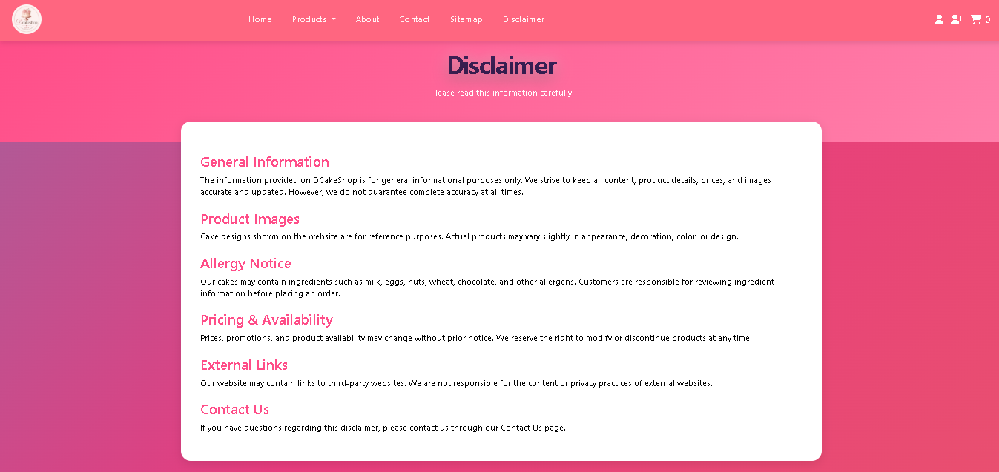 Dcakeshop
Home Products About Contact Sitemap Disclaimer 0
Disclaimer
Please read this information carefully
General Information
The information provided on DCakeShop is for general informational purposes only. We strive to keep all content, product details, prices, and images
accurate and updated. However, we do not guarantee complete accuracy at all times.
Product Images
Cake designs shown on the website are for reference purposes. Actual products may vary slightly in appearance, decoration, color, or design.
Allergy Notice
Our cakes may contain ingredients such as milk, eggs, nuts, wheat, chocolate, and other allergens. Customers are responsible for reviewing ingredient
information before placing an order.
Pricing & Availability
Prices, promotions, and product availability may change without prior notice. We reserve the right to modify or discontinue products at any time.
External Links
Our website may contain links to third-party websites. We are not responsible for the content or privacy practices of external websites.
Contact Us
If you have questions regarding this disclaimer, please contact us through our Contact Us page.